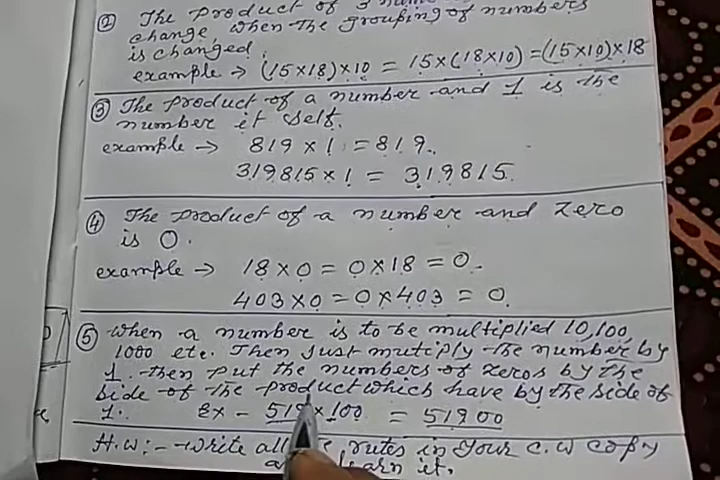 ② The product of 3 num
change, when the grouping of numbers
is changed.
example → (15×18)×10 = 15×(18×10) = (15×10)×18
③ The product of a number and 1 is the
number it self.
example → 819 × 1 = 819.
319815 × 1 = 319815.
④ The product of a number and zero
is 0.
example → 18 × 0 = 0 × 18 = 0.
403 × 0 = 0 × 403 = 0.
⑤ When a number is to be multiplied 10, 100,
1000 etc. Then just mutiply the number by
1. then put the numbers of zeros by the
side of the product which have by the side of
1. Ex - 519 × 100 = 51900
H.W:- write all rules in your C.W copy
learn it.